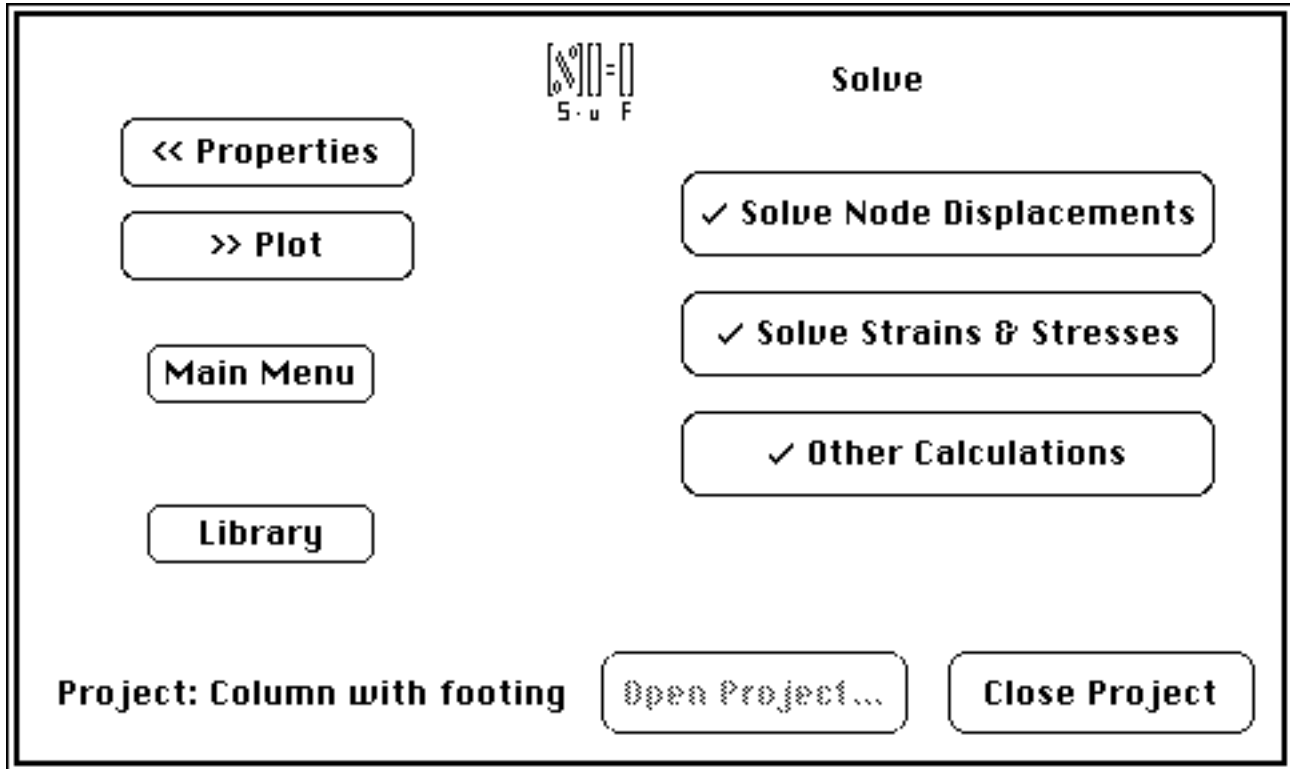 Solve
S · u F
<< Properties
>> Plot
Main Menu
Library
✓ Solve Node Displacements
✓ Solve Strains & Stresses
✓ Other Calculations
Project: Column with footing
Open Project...
Close Project